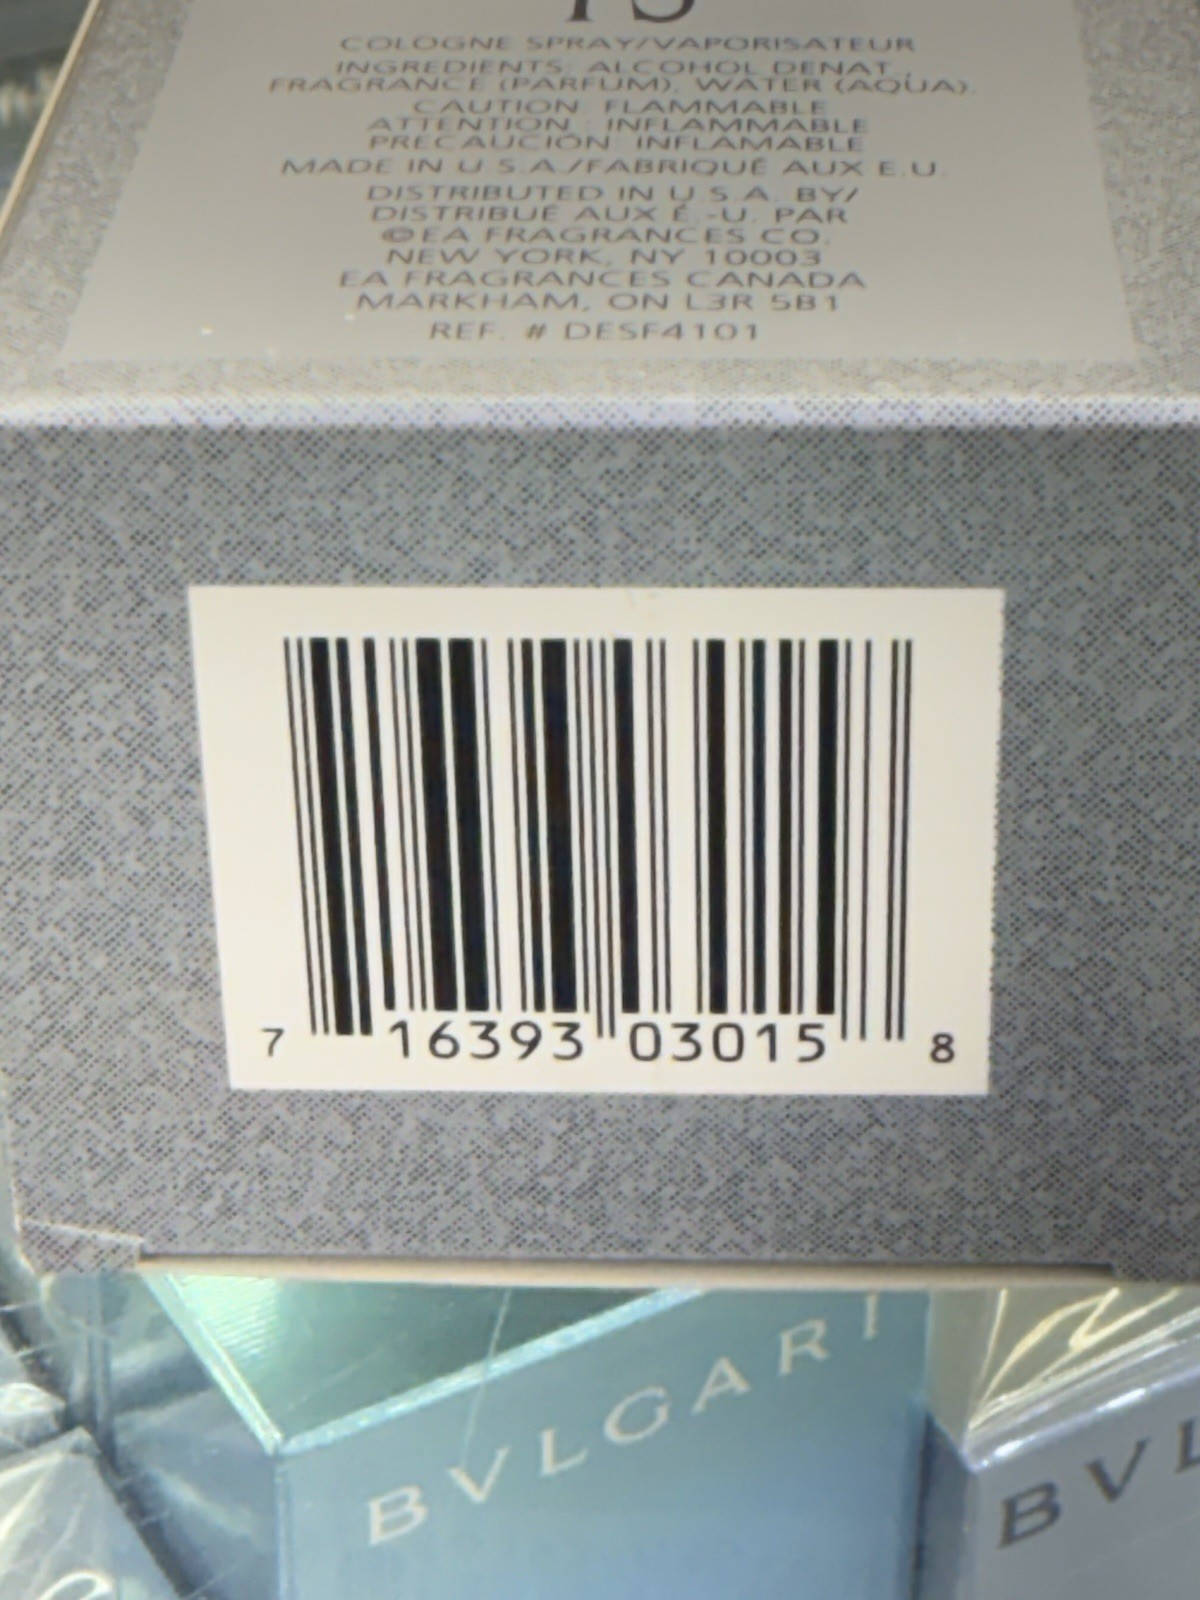 COLOGNE SPRAY/VAPORISATEUR
INGREDIENTS: ALCOHOL DENAT.,
FRAGRANCE (PARFUM), WATER (AQUA).
CAUTION: FLAMMABLE
ATTENTION : INFLAMMABLE
PRECAUCIÓN: INFLAMABLE
MADE IN U.S.A./FABRIQUÉ AUX E.U.
DISTRIBUTED IN U.S.A. BY/
DISTRIBUÉ AUX É.-U. PAR
©EA FRAGRANCES CO.
NEW YORK, NY 10003
EA FRAGRANCES CANADA
MARKHAM, ON L3R 5B1
REF. # DESF4101
7 16393 03015 8
BVLGARI
BVL